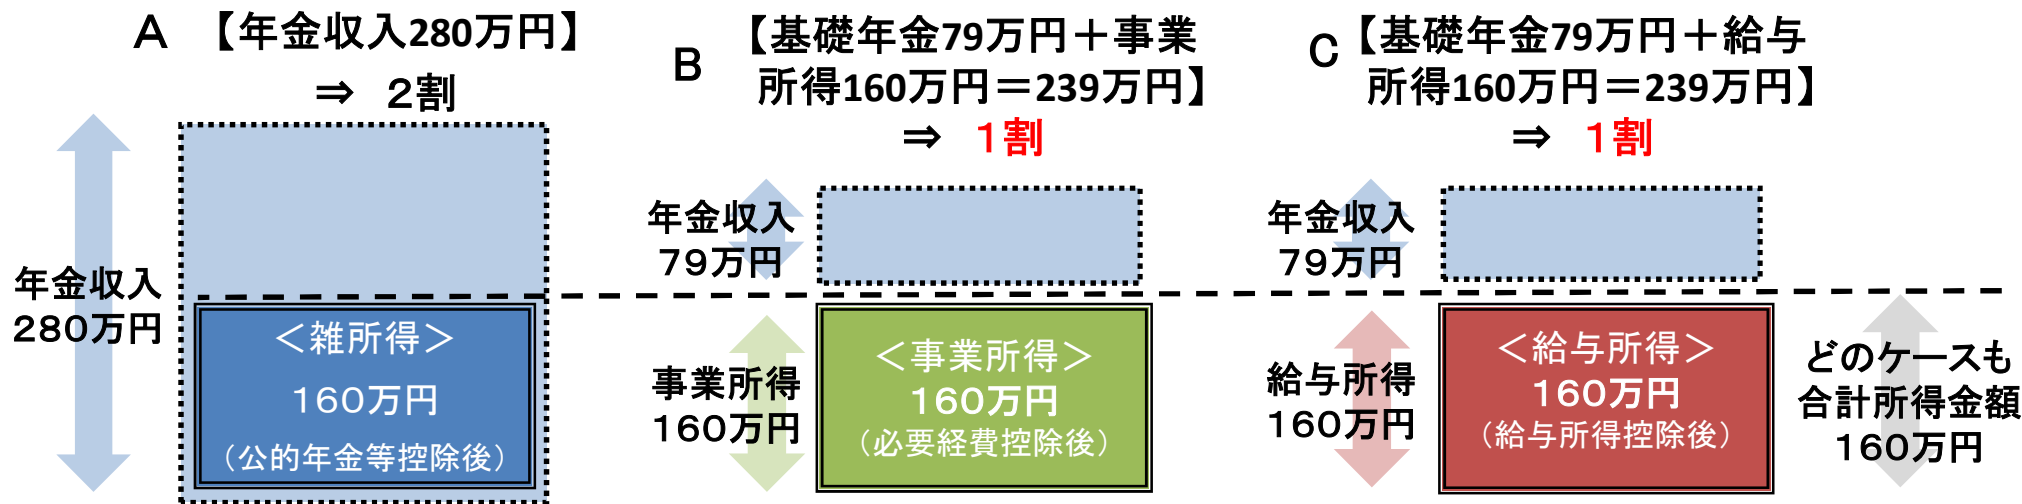 A 【年金収入280万円】
⇒ 2割
年金収入
280万円
<雑所得>
160万円
(公的年金等控除後)
B 【基礎年金79万円+事業
所得160万円=239万円】
⇒ 1割
年金収入
79万円
事業所得
160万円
<事業所得>
160万円
(必要経費控除後)
C 【基礎年金79万円+給与
所得160万円=239万円】
⇒ 1割
年金収入
79万円
給与所得
160万円
<給与所得>
160万円
(給与所得控除後)
どのケースも
合計所得金額
160万円